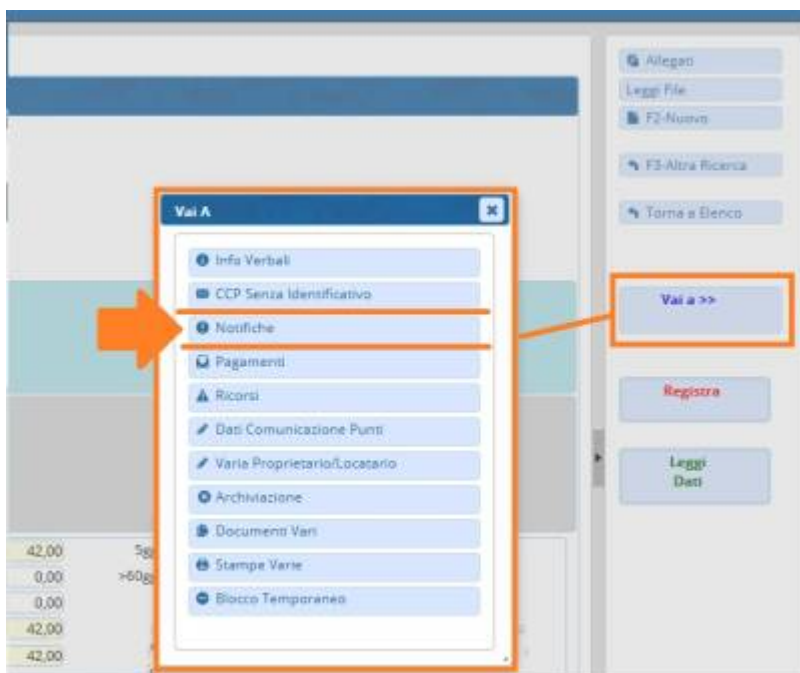 Allegati
Leggi File
F2-Nuovo
F3-Altra Ricerca
Torna a Elenco
Vai a >>
Registra
Leggi
Dati
Vai A
Info Verbali
CCP Senza Identificativo
Notifiche
Pagamenti
Ricorsi
Dati Comunicazione Punti
Varia Proprietario/Locatario
Archiviazione
Documenti Vari
Stampe Varie
Blocco Temporaneo
42,00 5gg
0,00 >60gg
0,00
42,00
42,00